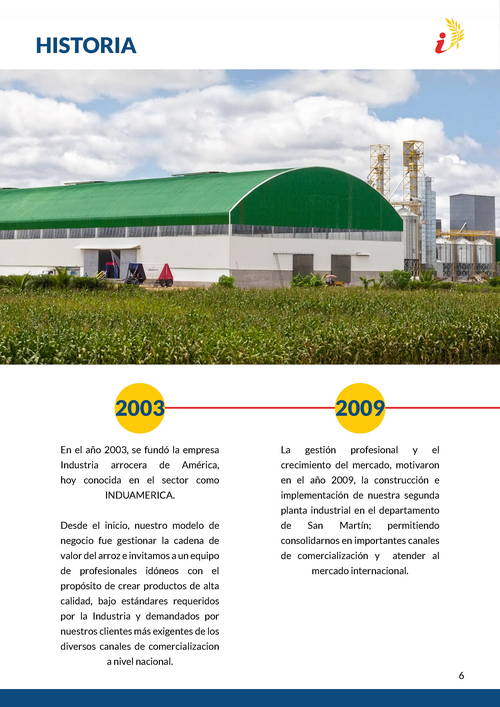 HISTORIA
i
2003
2009
En el año 2003, se fundó la empresa
Industria arrocera de América,
hoy conocida en el sector como
INDUAMERICA.
Desde el inicio, nuestro modelo de
negocio fue gestionar la cadena de
valor del arroz e invitamos a un equipo
de profesionales idóneos con el
propósito de crear productos de alta
calidad, bajo estándares requeridos
por la Industria y demandados por
nuestros clientes más exigentes de los
diversos canales de comercializacion
a nivel nacional.
La gestión profesional y el
crecimiento del mercado, motivaron
en el año 2009, la construcción e
implementación de nuestra segunda
planta industrial en el departamento
de San Martín; permitiendo
consolidarnos en importantes canales
de comercialización y atender al
mercado internacional.
6